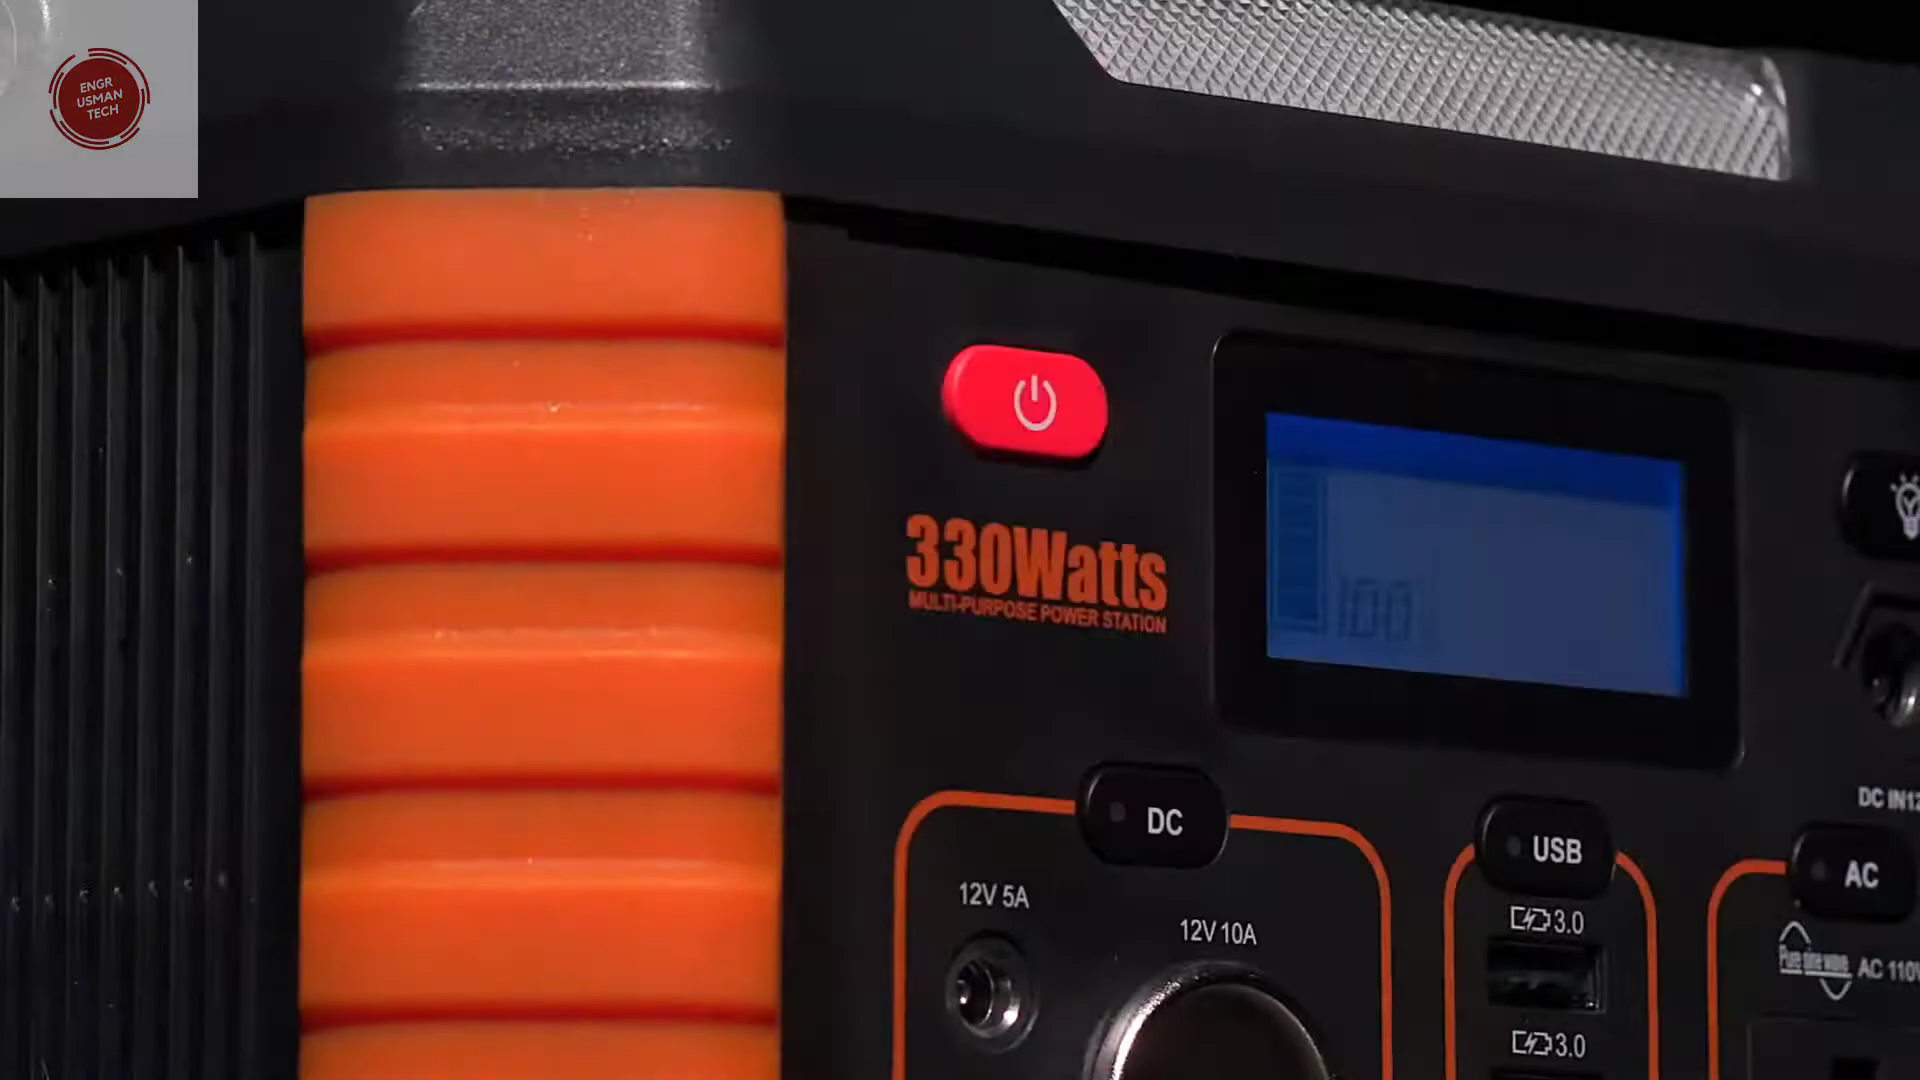 ENGR
USMAN
TECH
330Watts
MULTI-PURPOSE POWER STATION
100
DC
USB
AC
DC IN12
12V 5A
12V 10A
3.0
Pure sine wave
AC 110V
3.0